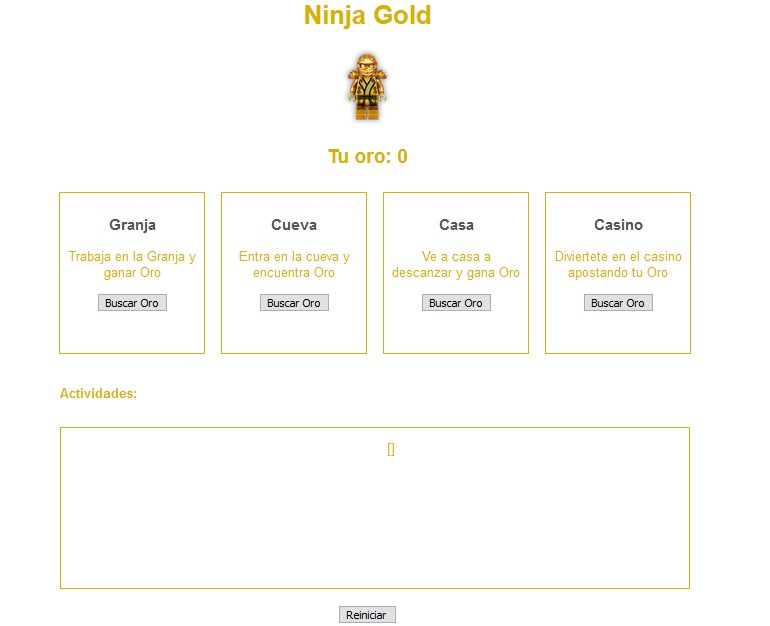 Ninja Gold
Tu oro: 0
Granja
Trabaja en la Granja y
ganar Oro
Buscar Oro
Cueva
Entra en la cueva y
encuentra Oro
Buscar Oro
Casa
Ve a casa a
descanzar y gana Oro
Buscar Oro
Casino
Diviertete en el casino
apostando tu Oro
Buscar Oro
Actividades:
[]
Reiniciar